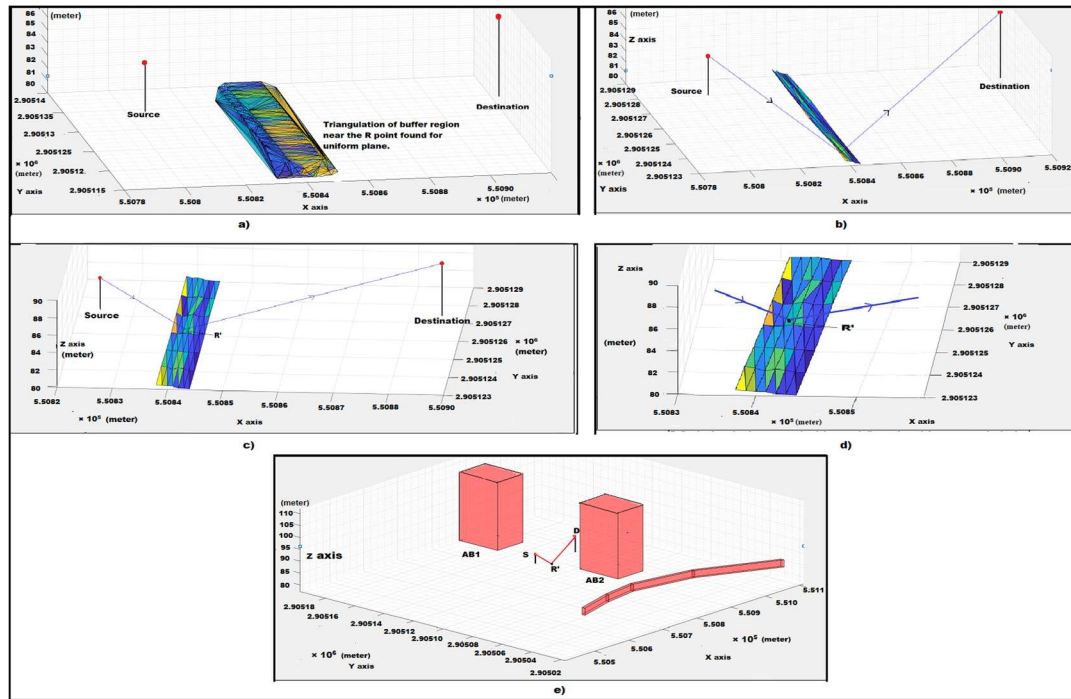 86
(meter)
85
84
83
82
81
80
2.90514
2.905135
2.90513
2.905125
2.90512
2.905115
× 10⁶
(meter)
Y axis
Source
Destination
Triangulation of buffer region
near the R point found for
uniform plane.
5.5078
5.508
5.5082
5.5084
5.5086
5.5088
5.5090
5.5092
× 10⁵ (meter)
X axis
a)
86 (meter)
85
84
Z axis
83
82
81
80
2.905129
2.905128
2.905127
2.905126
2.905125
2.905124
2.905123
× 10⁶
(meter)
Y axis
Source
Destination
5.5078
5.508
5.5082
5.5084
5.5086
5.5088
5.509
5.5092
× 10⁵ (meter)
X axis
b)
Source
Destination
R'
90
88
Z axis
86
(meter)
84
82
80
2.905129
2.905128
2.905127
2.905126
2.905125
2.905124
2.905123
× 10⁶
(meter)
Y axis
5.5082
5.5083
5.5084
5.5085
5.5086
5.5087
5.5088
5.5089
5.5090
× 10⁵ (meter)
X axis
c)
Z axis
90
88
86
(meter)
84
82
80
R'
2.905129
2.905128
2.905127
2.905126
2.905125
2.905124
2.905123
× 10⁶
(meter)
Y axis
5.5083
5.5084
5.5085
× 10⁵ (meter)
X axis
d)
(meter)
110
105
100
95
90
85
80
z axis
AB1
S
R'
D
AB2
2.90518
2.90516
2.90514
2.90512
2.90510
2.90508
2.90506
2.90504
2.90502
× 10⁶ (meter)
Y axis
5.505
5.506
5.507
5.508
5.509
5.510
5.511
× 10⁵ (meter)
X axis
e)